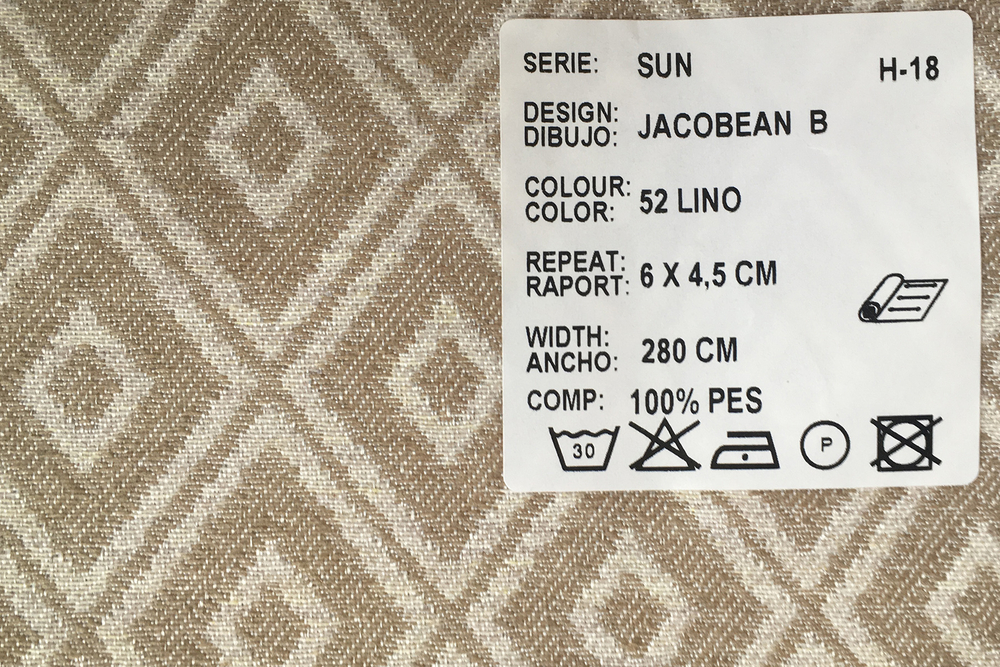 SERIE: SUN H-18
DESIGN:
DIBUJO: JACOBEAN B
COLOUR:
COLOR: 52 LINO
REPEAT:
RAPORT: 6 X 4,5 CM
WIDTH:
ANCHO: 280 CM
COMP: 100% PES
30 P